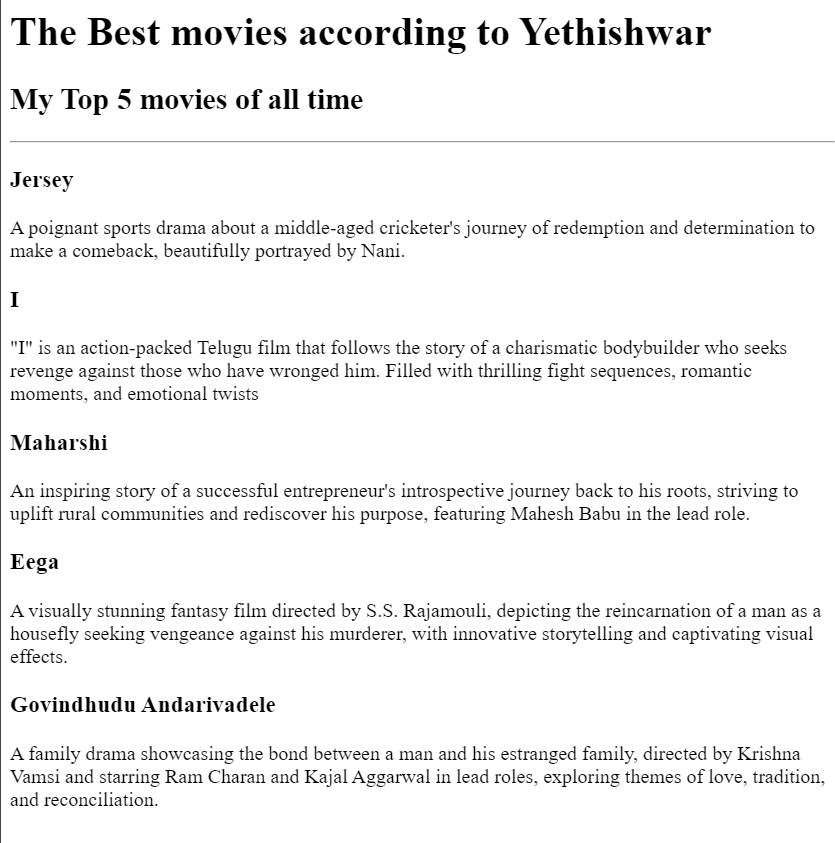 The Best movies according to Yethishwar
My Top 5 movies of all time
Jersey
A poignant sports drama about a middle-aged cricketer's journey of redemption and determination to
make a comeback, beautifully portrayed by Nani.
I
"I" is an action-packed Telugu film that follows the story of a charismatic bodybuilder who seeks
revenge against those who have wronged him. Filled with thrilling fight sequences, romantic
moments, and emotional twists
Maharshi
An inspiring story of a successful entrepreneur's introspective journey back to his roots, striving to
uplift rural communities and rediscover his purpose, featuring Mahesh Babu in the lead role.
Eega
A visually stunning fantasy film directed by S.S. Rajamouli, depicting the reincarnation of a man as a
housefly seeking vengeance against his murderer, with innovative storytelling and captivating visual
effects.
Govindhudu Andarivadele
A family drama showcasing the bond between a man and his estranged family, directed by Krishna
Vamsi and starring Ram Charan and Kajal Aggarwal in lead roles, exploring themes of love, tradition,
and reconciliation.